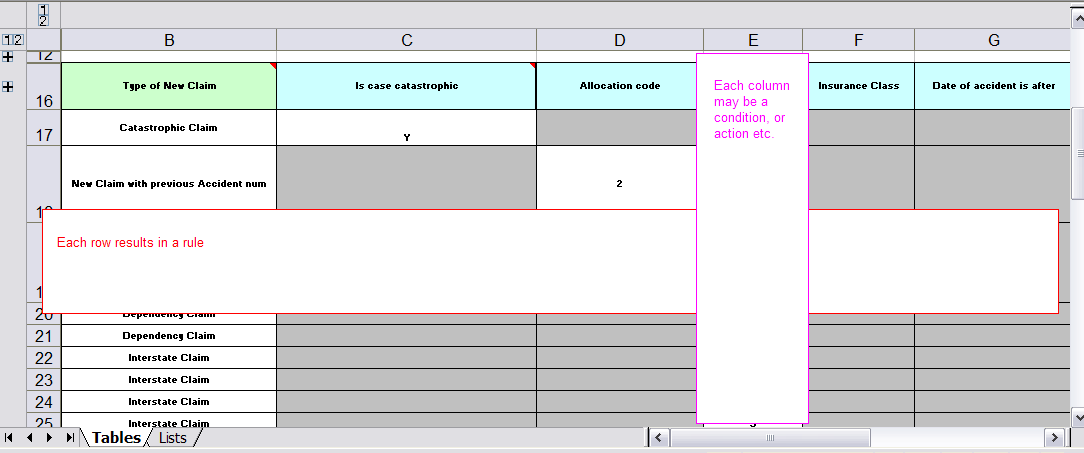 1
2
1 2
B C D E F G
12
16 Type of New Claim Is case catastrophic Allocation code Insurance Class Date of accident is after
17 Catastrophic Claim Y
New Claim with previous Accident num 2
Each column
may be a
condition, or
action etc.
Each row results in a rule
20 Dependency Claim
21 Dependency Claim
22 Interstate Claim
23 Interstate Claim
24 Interstate Claim
25 Interstate Claim
Tables Lists